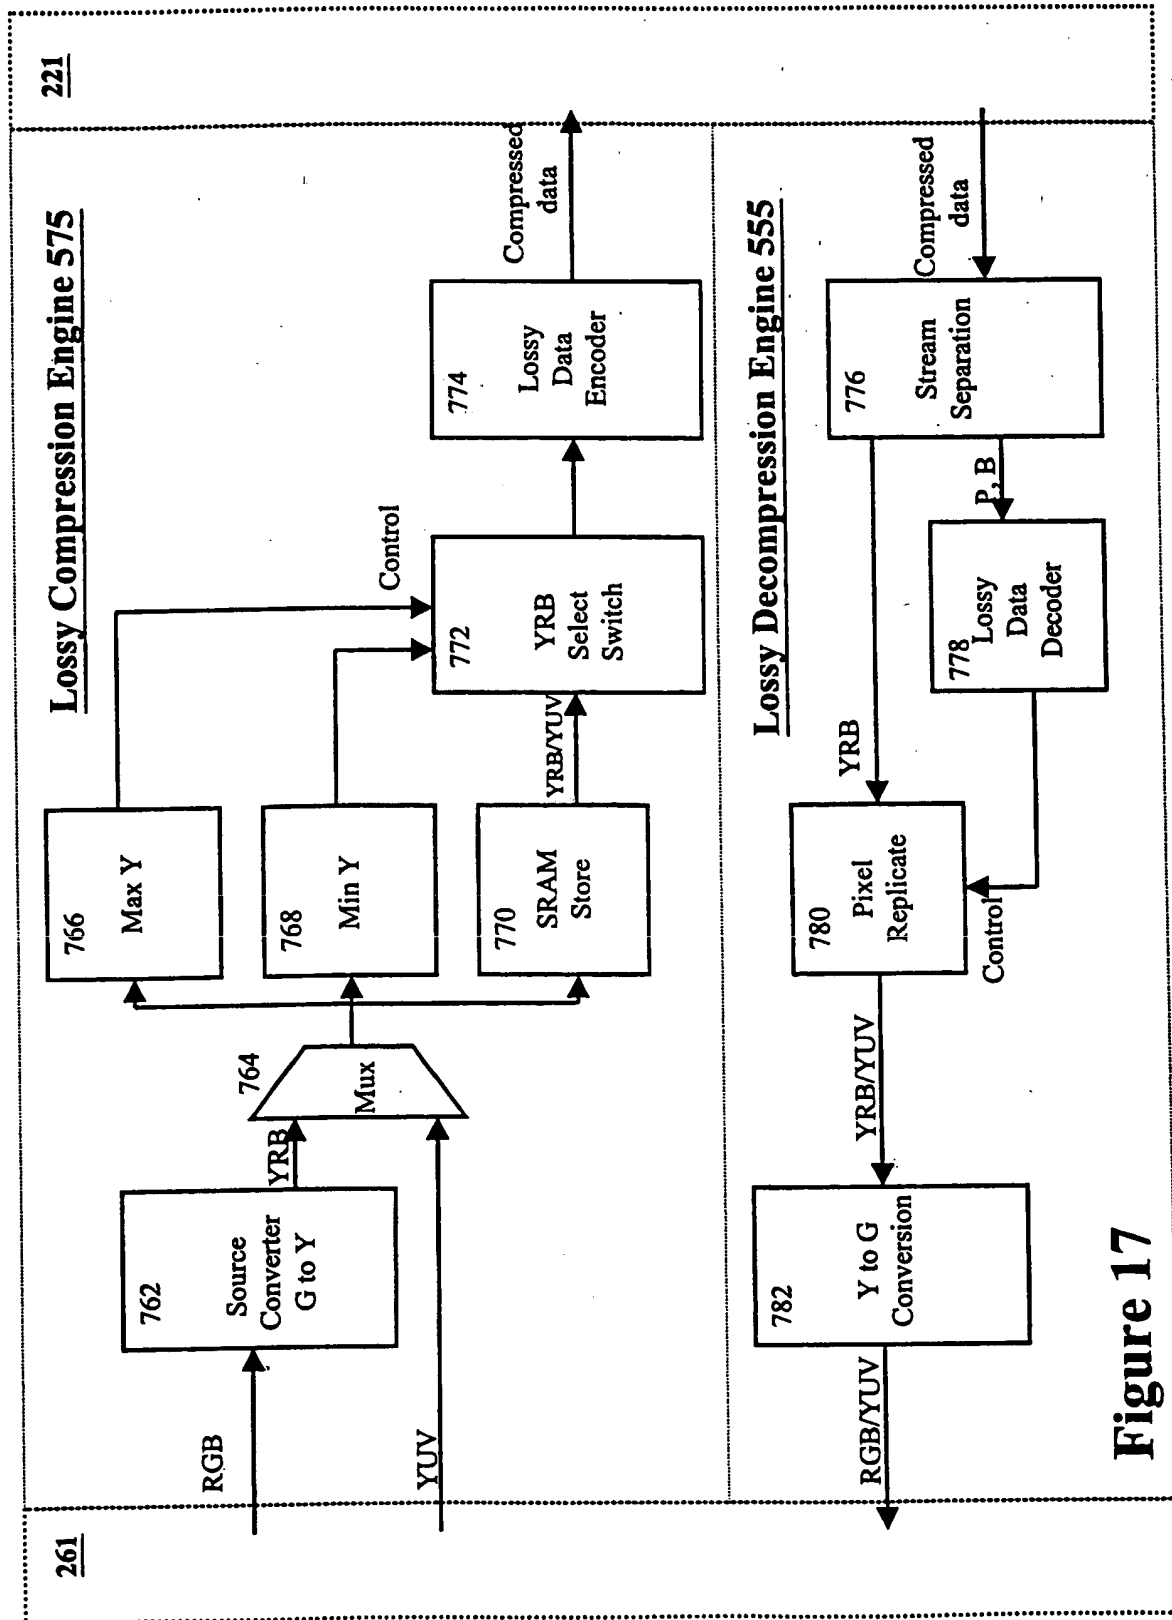 261
221
Lossy Compression Engine 575
RGB
YUV
762
Source
Converter
G to Y
YRB
764
Mux
766
Max Y
768
Min Y
770
SRAM
Store
YRB/YUV
Control
772
YRB
Select
Switch
774
Lossy
Data
Encoder
Compressed
data
Lossy Decompression Engine 555
RGB/YUV
782
Y to G
Conversion
YRB/YUV
780
Pixel
Replicate
Control
YRB
778
Lossy
Data
Decoder
P, B
776
Stream
Separation
Compressed
data
Figure 17